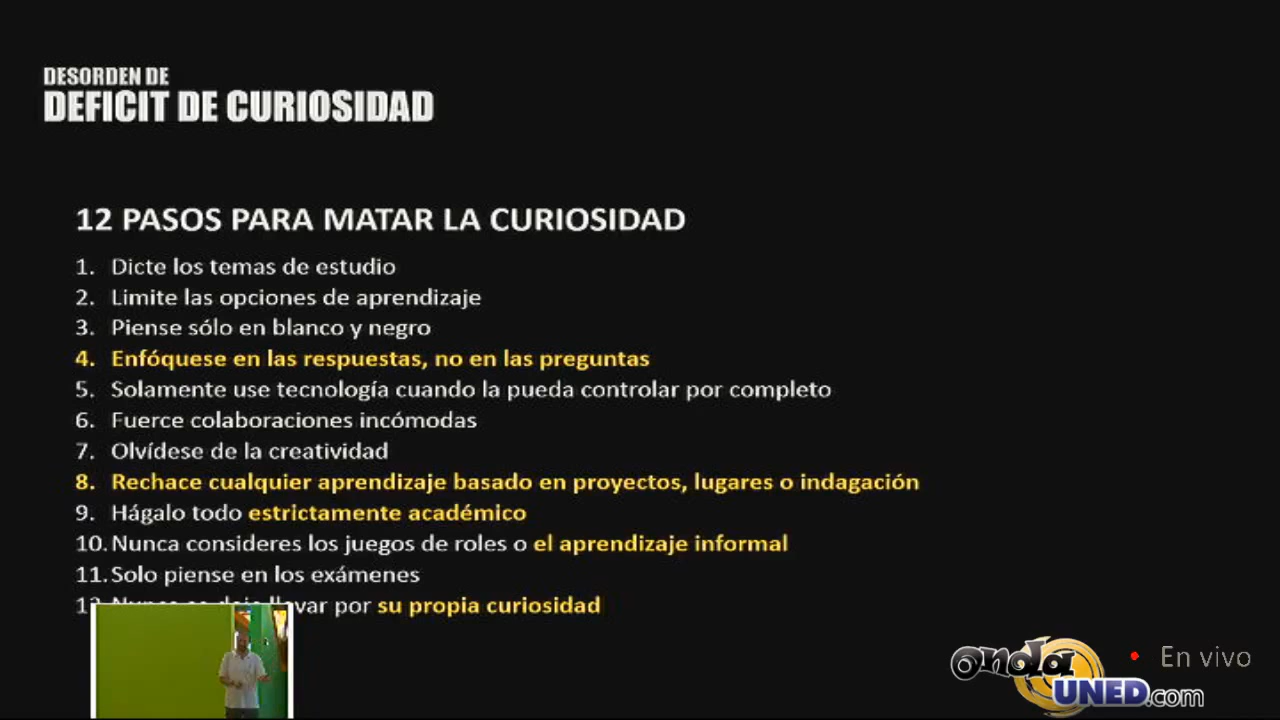 DESORDEN DE
DEFICIT DE CURIOSIDAD
12 PASOS PARA MATAR LA CURIOSIDAD
1. Dicte los temas de estudio
2. Limite las opciones de aprendizaje
3. Piense sólo en blanco y negro
4. Enfóquese en las respuestas, no en las preguntas
5. Solamente use tecnología cuando la pueda controlar por completo
6. Fuerce colaboraciones incómodas
7. Olvídese de la creatividad
8. Rechace cualquier aprendizaje basado en proyectos, lugares o indagación
9. Hágalo todo estrictamente académico
10. Nunca consideres los juegos de roles o el aprendizaje informal
11. Solo piense en los exámenes
por su propia curiosidad
onda UNED.com
• En vivo